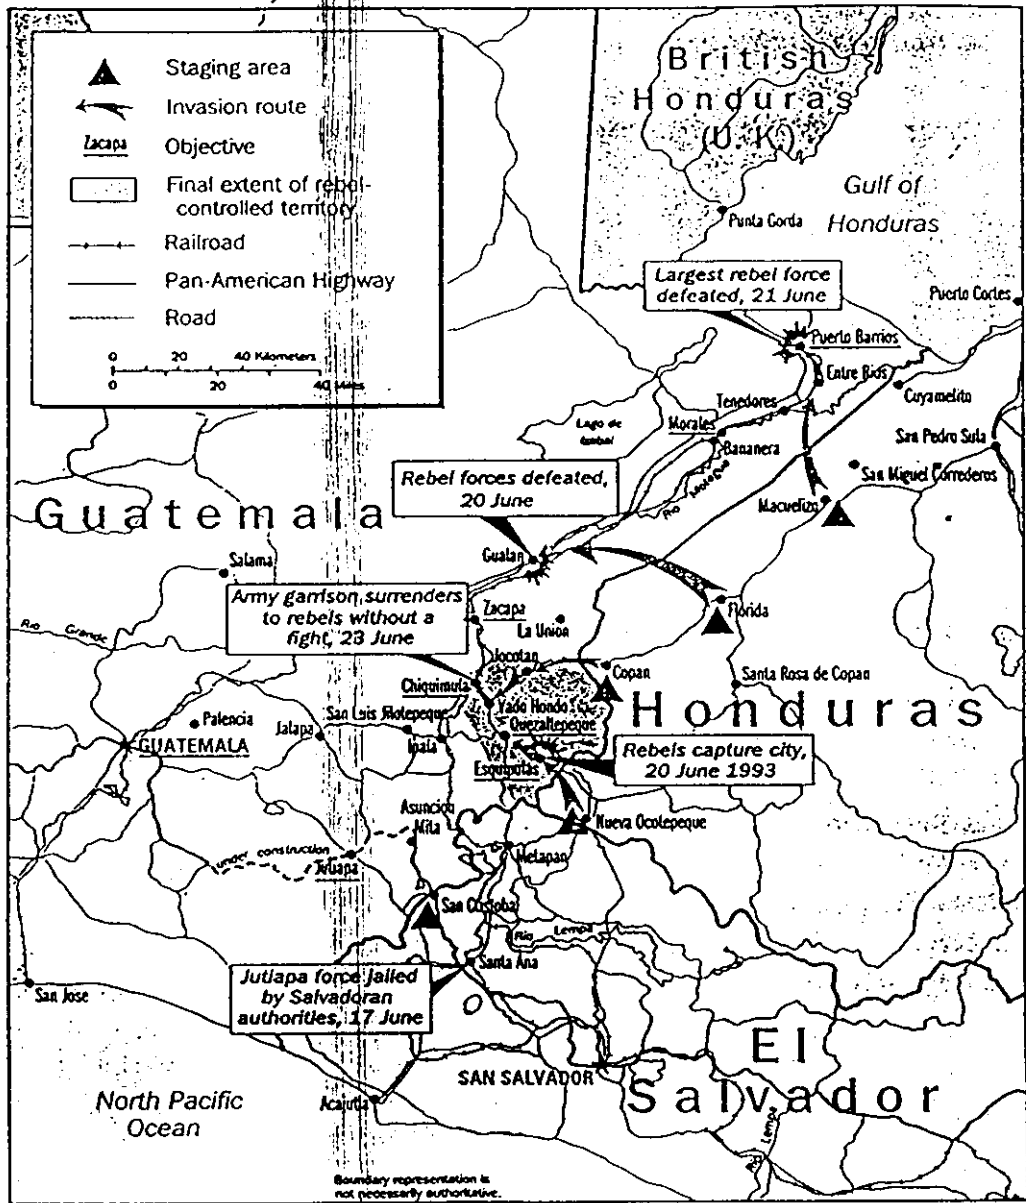 Staging area
Invasion route
Zacapa Objective
Final extent of rebel-
controlled territory
Railroad
Pan-American Highway
Road
0 20 40 Kilometers
0 20 40 Miles
British
Honduras
(U.K.)
Gulf of
Honduras
Punta Gorda
Largest rebel force
defeated, 21 June
Puerto Cortes
Puerto Barrios
Entre Rios
Cuyamelito
Tenedores
Lago de
Izabal
Morales
Bananera
San Pedro Sula
San Miguel Correderos
Rebel forces defeated,
20 June
Rio Motagua
Macuelizo
Guatemala
Gualan
Salama
Army garrison surrenders
to rebels without a
fight, 23 June
Florida
Zacapa
La Union
Rio Grande
Jocotan
Copan
Santa Rosa de Copan
Chiquimula
Honduras
Palencia
San Luis Jilotepeque
Vado Hondo
Quezaltepeque
GUATEMALA
Jalapa
Ipala
Rebels capture city,
20 June 1993
Esquipulas
Asuncion
Mita
Nueva Ocotepeque
under construction
Jutiapa
Metapan
San Cristobal
Rio Lempa
Santa Ana
Jutiapa force jailed
by Salvadoran
authorities, 17 June
San Jose
El
Salvador
SAN SALVADOR
North Pacific
Ocean
Acajutla
Rio Lempa
Boundary representation is
not necessarily authoritative.